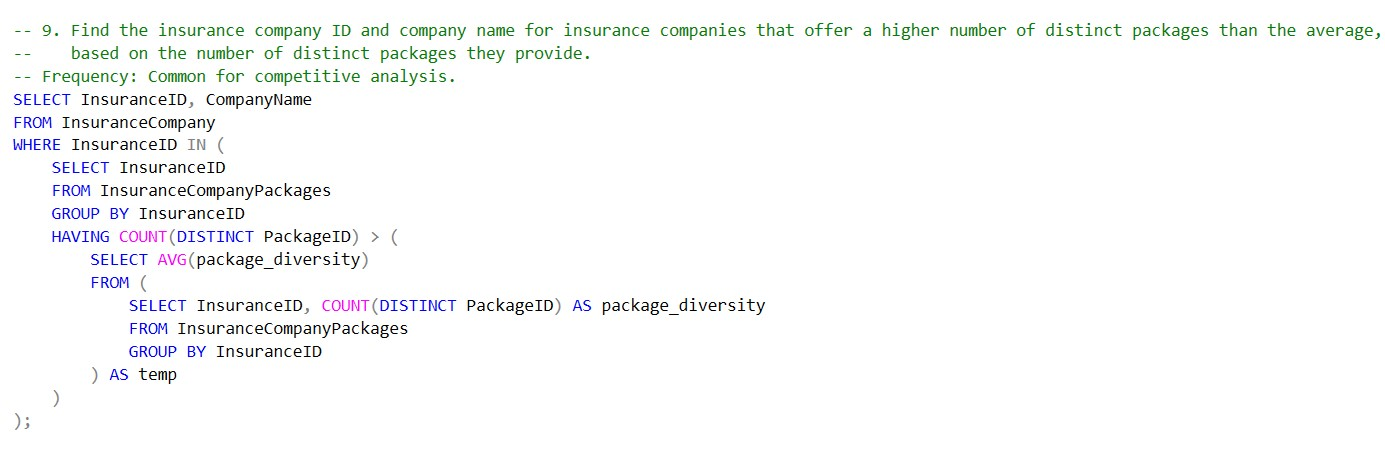 -- 9. Find the insurance company ID and company name for insurance companies that offer a higher number of distinct packages than the average,
--    based on the number of distinct packages they provide.
-- Frequency: Common for competitive analysis.
SELECT InsuranceID, CompanyName
FROM InsuranceCompany
WHERE InsuranceID IN (
    SELECT InsuranceID
    FROM InsuranceCompanyPackages
    GROUP BY InsuranceID
    HAVING COUNT(DISTINCT PackageID) > (
        SELECT AVG(package_diversity)
        FROM (
            SELECT InsuranceID, COUNT(DISTINCT PackageID) AS package_diversity
            FROM InsuranceCompanyPackages
            GROUP BY InsuranceID
        ) AS temp
    )
);